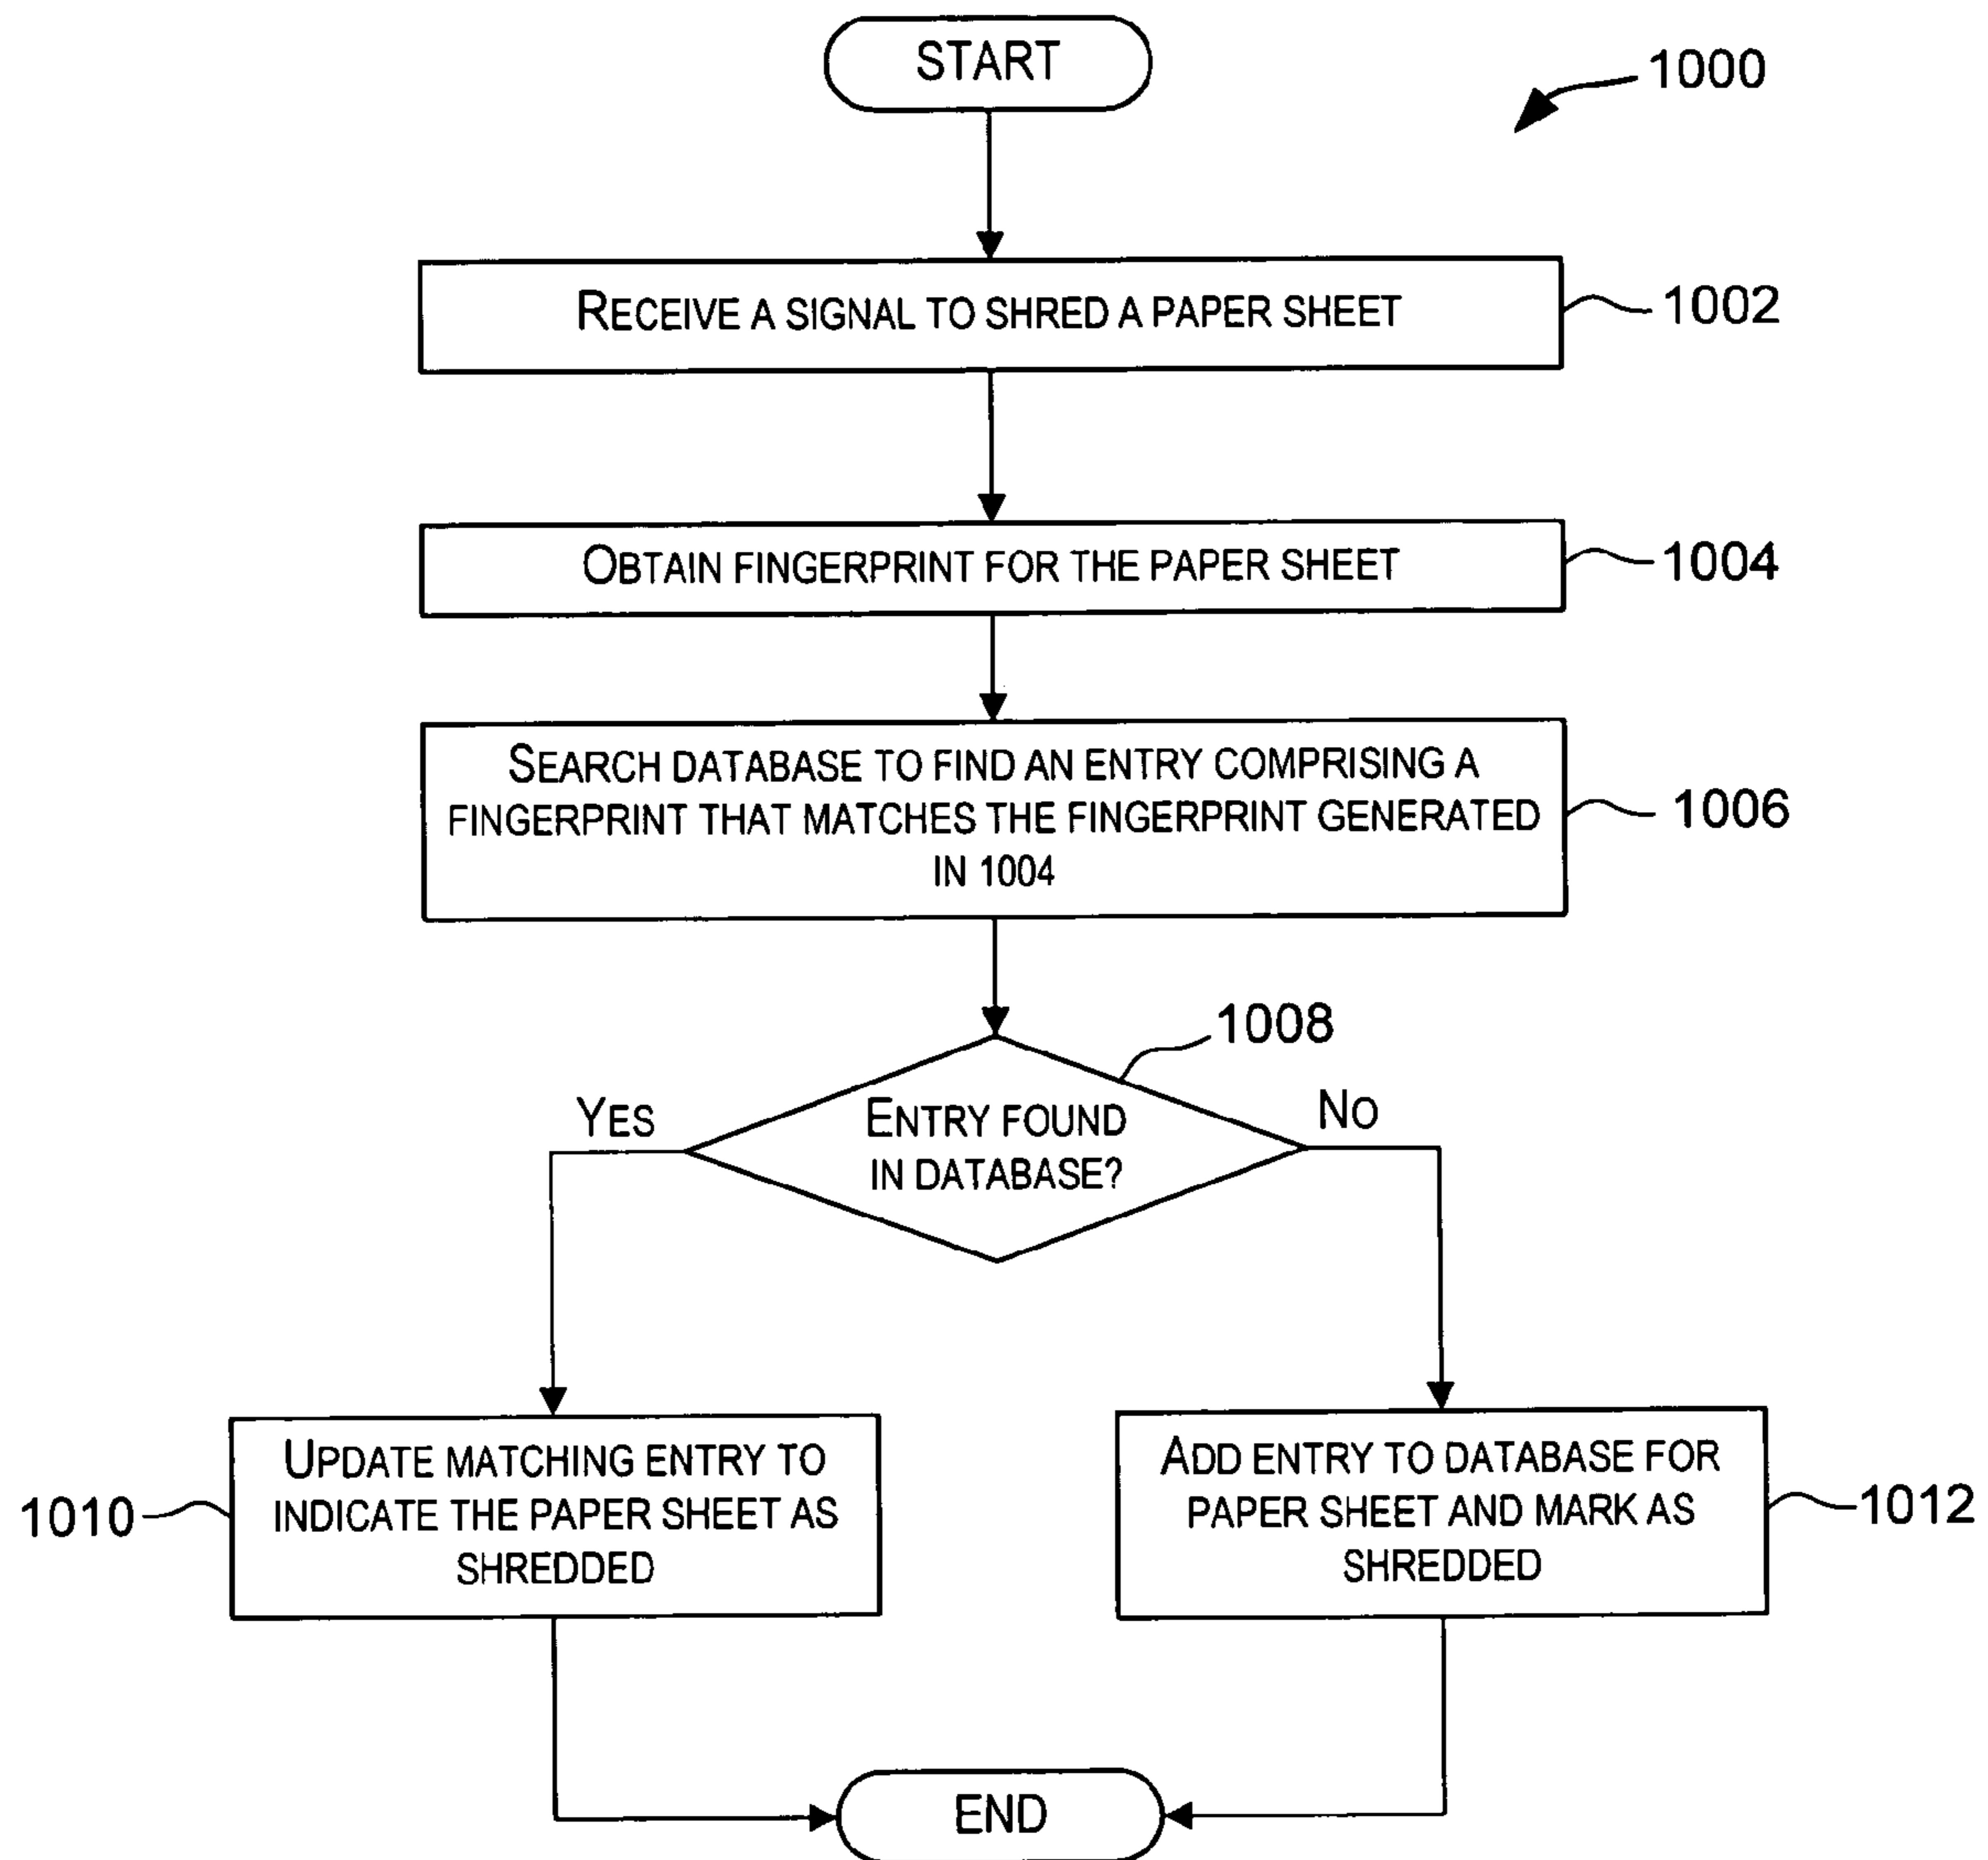 START
1000
RECEIVE A SIGNAL TO SHRED A PAPER SHEET
1002
OBTAIN FINGERPRINT FOR THE PAPER SHEET
1004
SEARCH DATABASE TO FIND AN ENTRY COMPRISING A
FINGERPRINT THAT MATCHES THE FINGERPRINT GENERATED
IN 1004
1006
1008
YES
ENTRY FOUND
IN DATABASE?
NO
1010
UPDATE MATCHING ENTRY TO
INDICATE THE PAPER SHEET AS
SHREDDED
ADD ENTRY TO DATABASE FOR
PAPER SHEET AND MARK AS
SHREDDED
1012
END